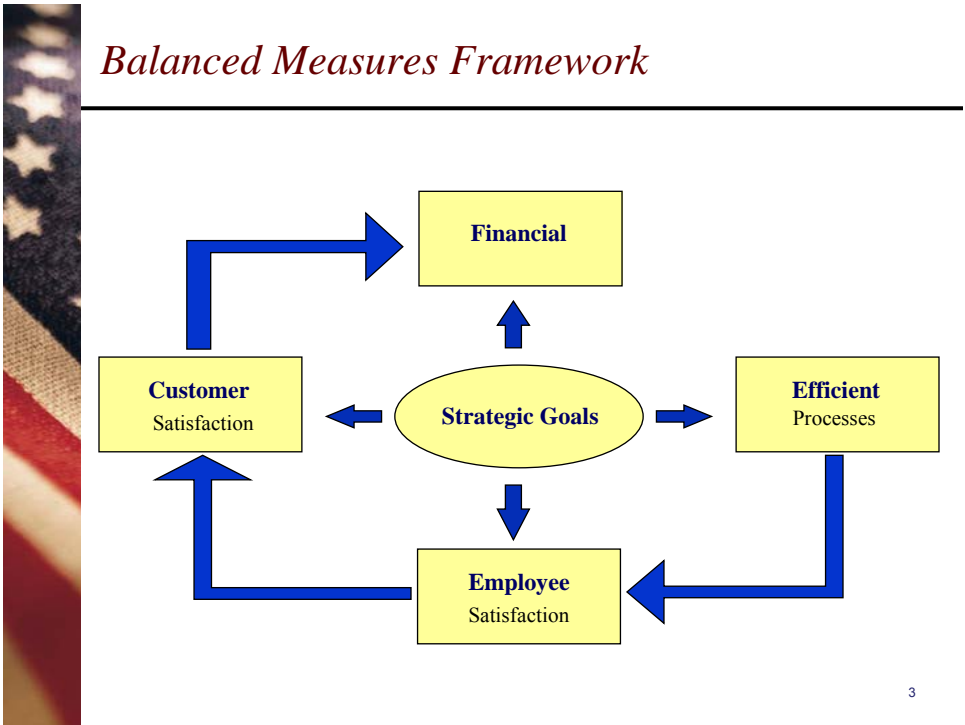 Balanced Measures Framework
Financial
Customer
Satisfaction
Strategic Goals
Efficient
Processes
Employee
Satisfaction
3